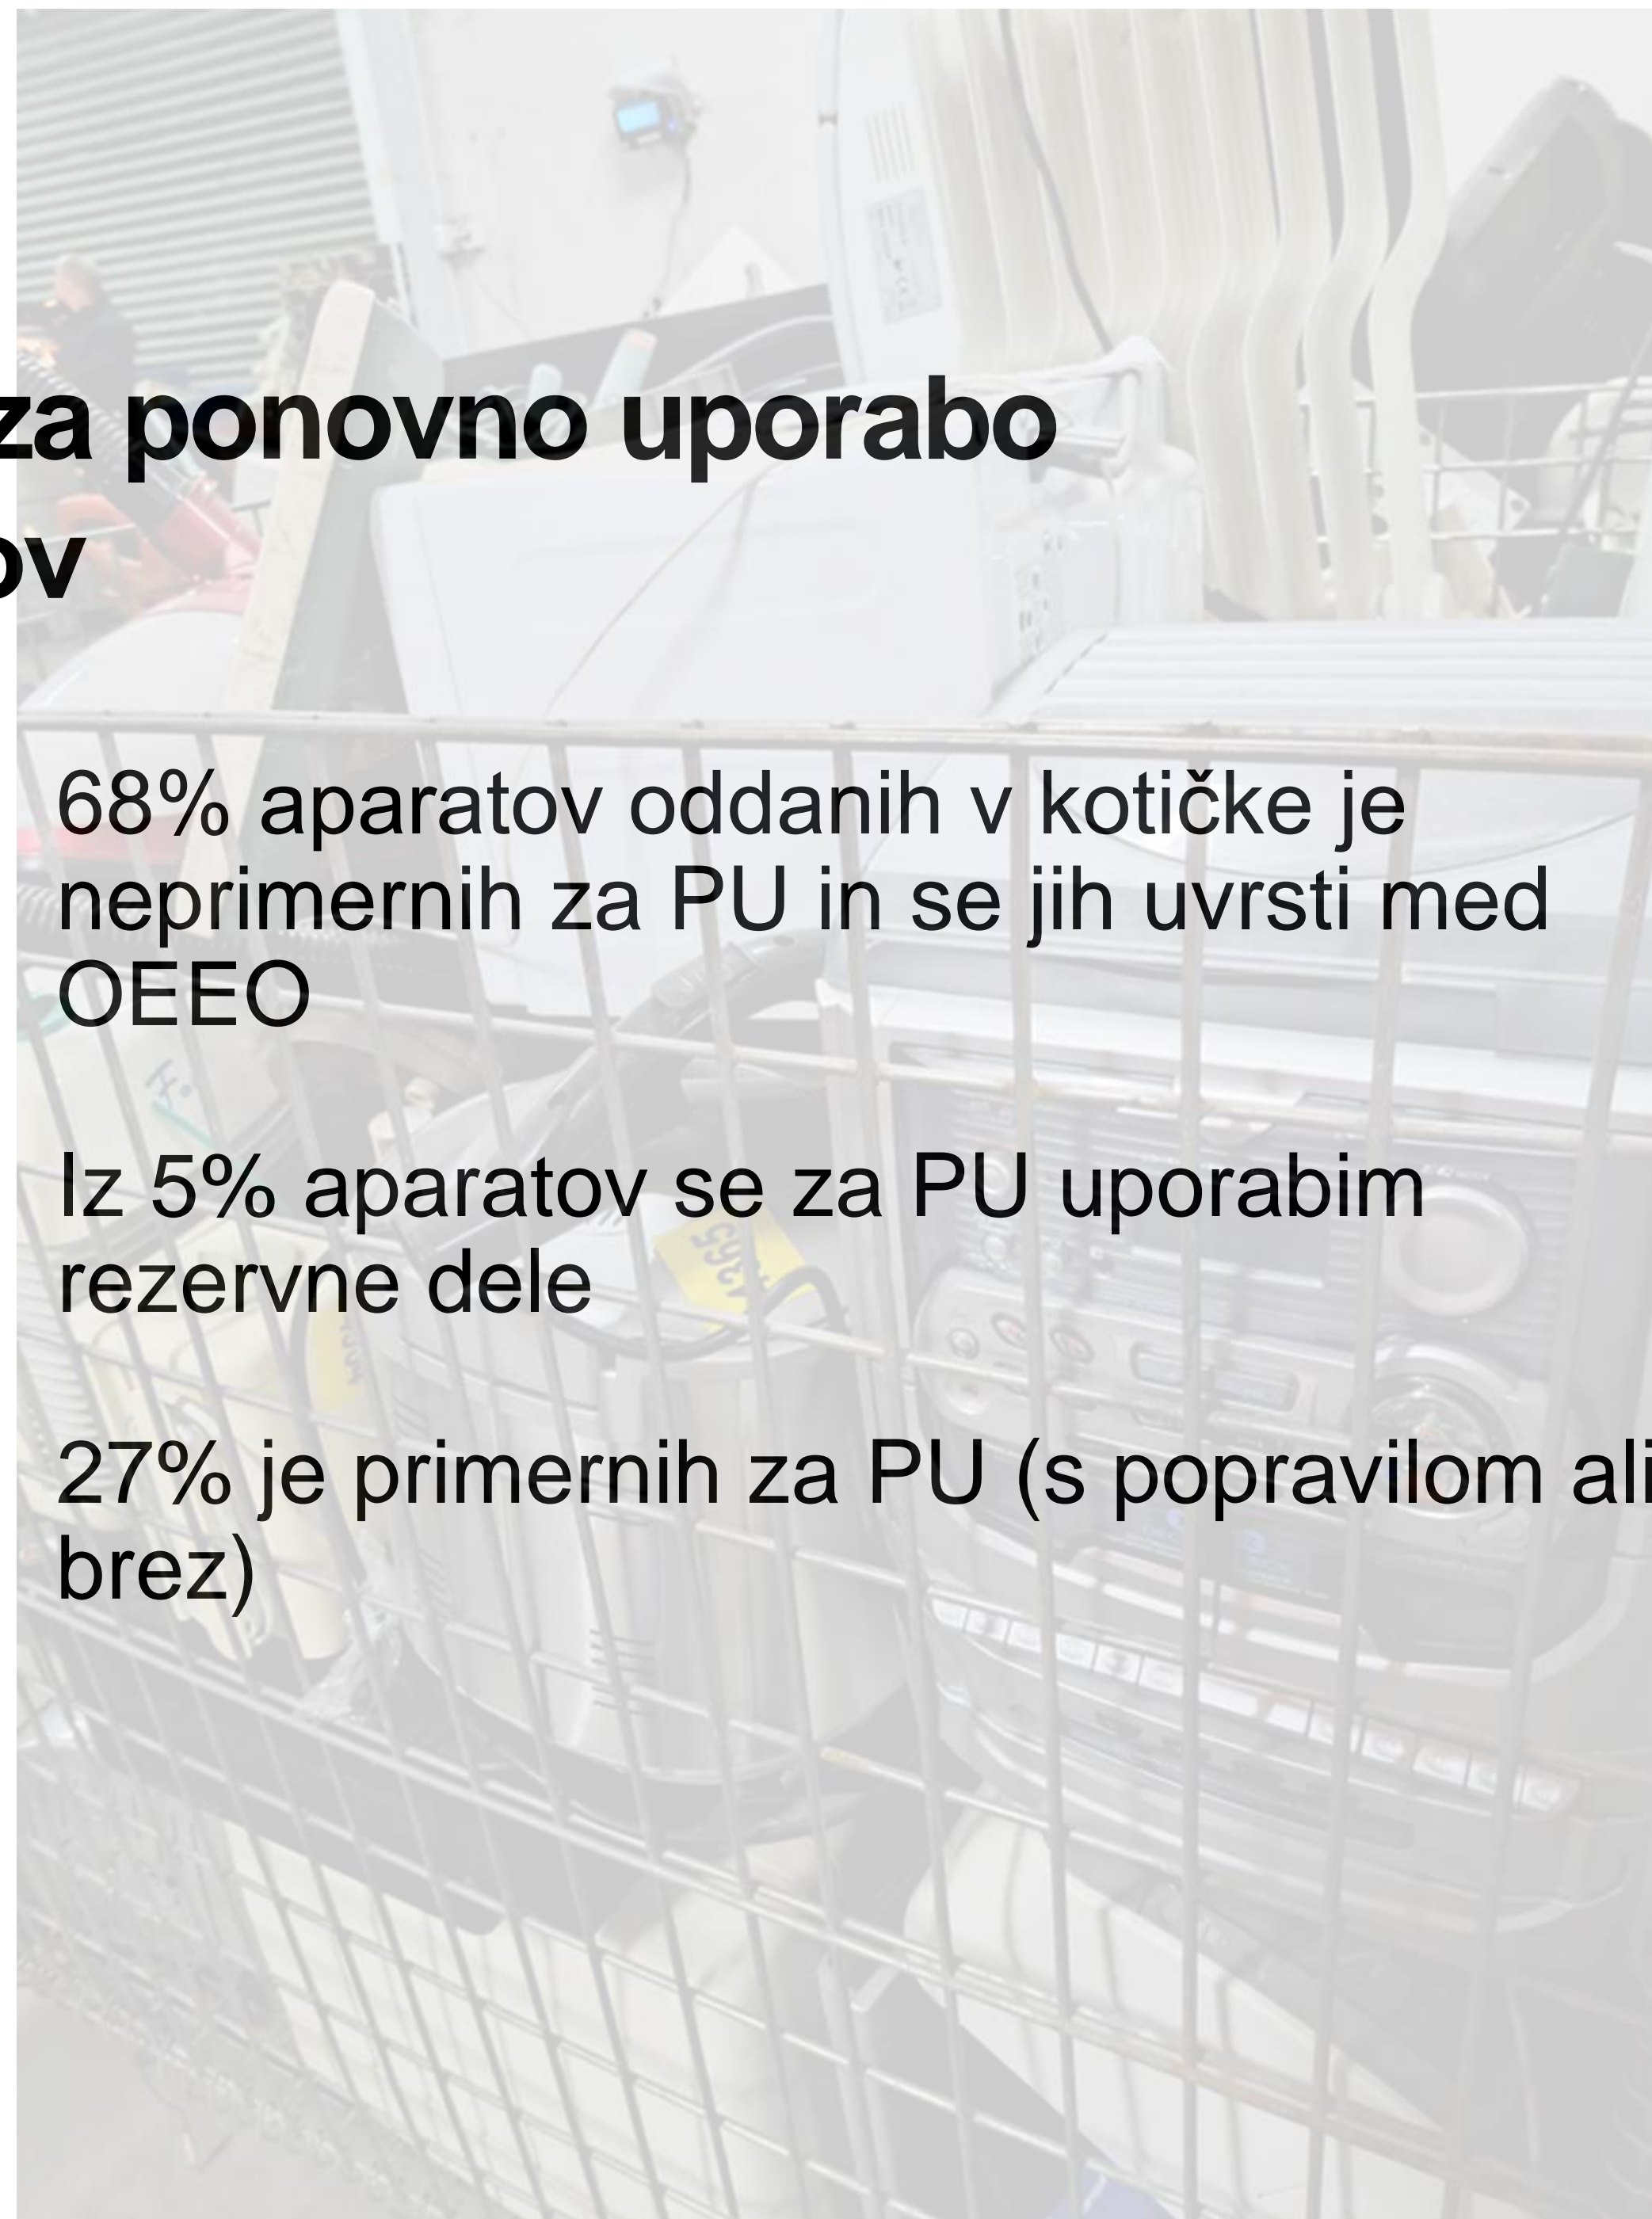 za ponovno uporabo
ov
68% aparatov oddanih v kotičke je
neprimernih za PU in se jih uvrsti med
OEEO
Iz 5% aparatov se za PU uporabim
rezervne dele
27% je primernih za PU (s popravilom ali
brez)